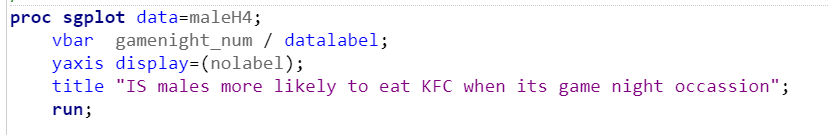 proc sgplot data=maleH4;
vbar gamenight_num / datalabel;
yaxis display=(nolabel);
title "IS males more likely to eat KFC when its game night occassion";
run;